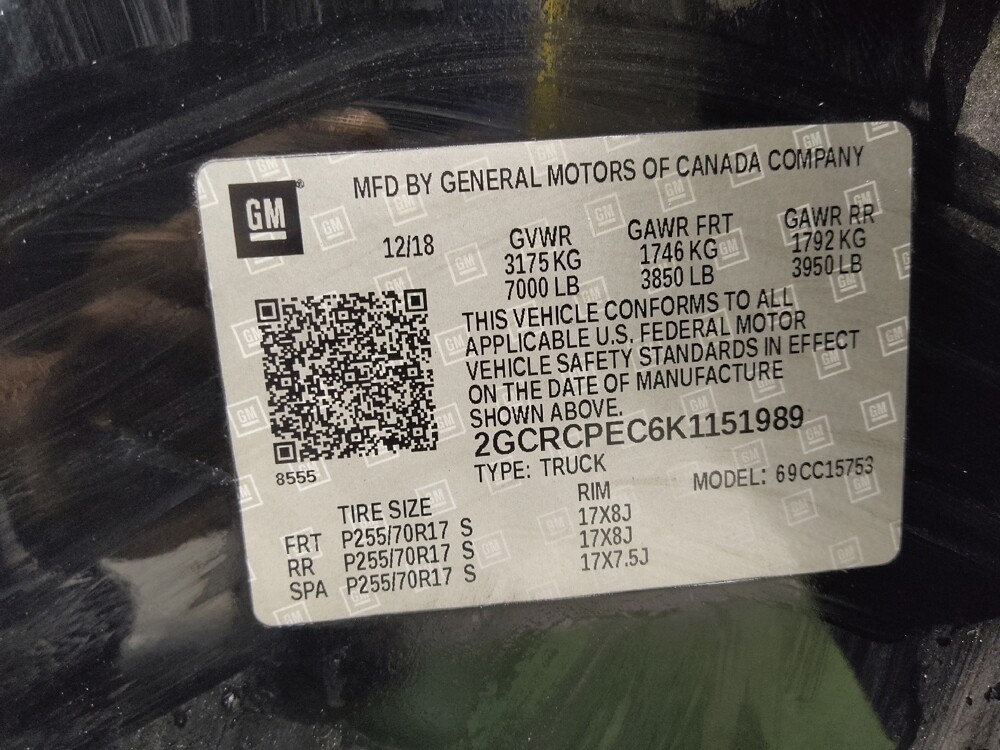 GM
MFD BY GENERAL MOTORS OF CANADA COMPANY
12/18
GVWR
3175 KG
7000 LB
GAWR FRT
1746 KG
3850 LB
GAWR RR
1792 KG
3950 LB
THIS VEHICLE CONFORMS TO ALL
APPLICABLE U.S. FEDERAL MOTOR
VEHICLE SAFETY STANDARDS IN EFFECT
ON THE DATE OF MANUFACTURE
SHOWN ABOVE.
2GCRCPEC6K1151989
8555
TYPE: TRUCK
MODEL: 69CC15753
TIRE SIZE RIM
FRT P255/70R17 S 17X8J
RR P255/70R17 S 17X8J
SPA P255/70R17 S 17X7.5J